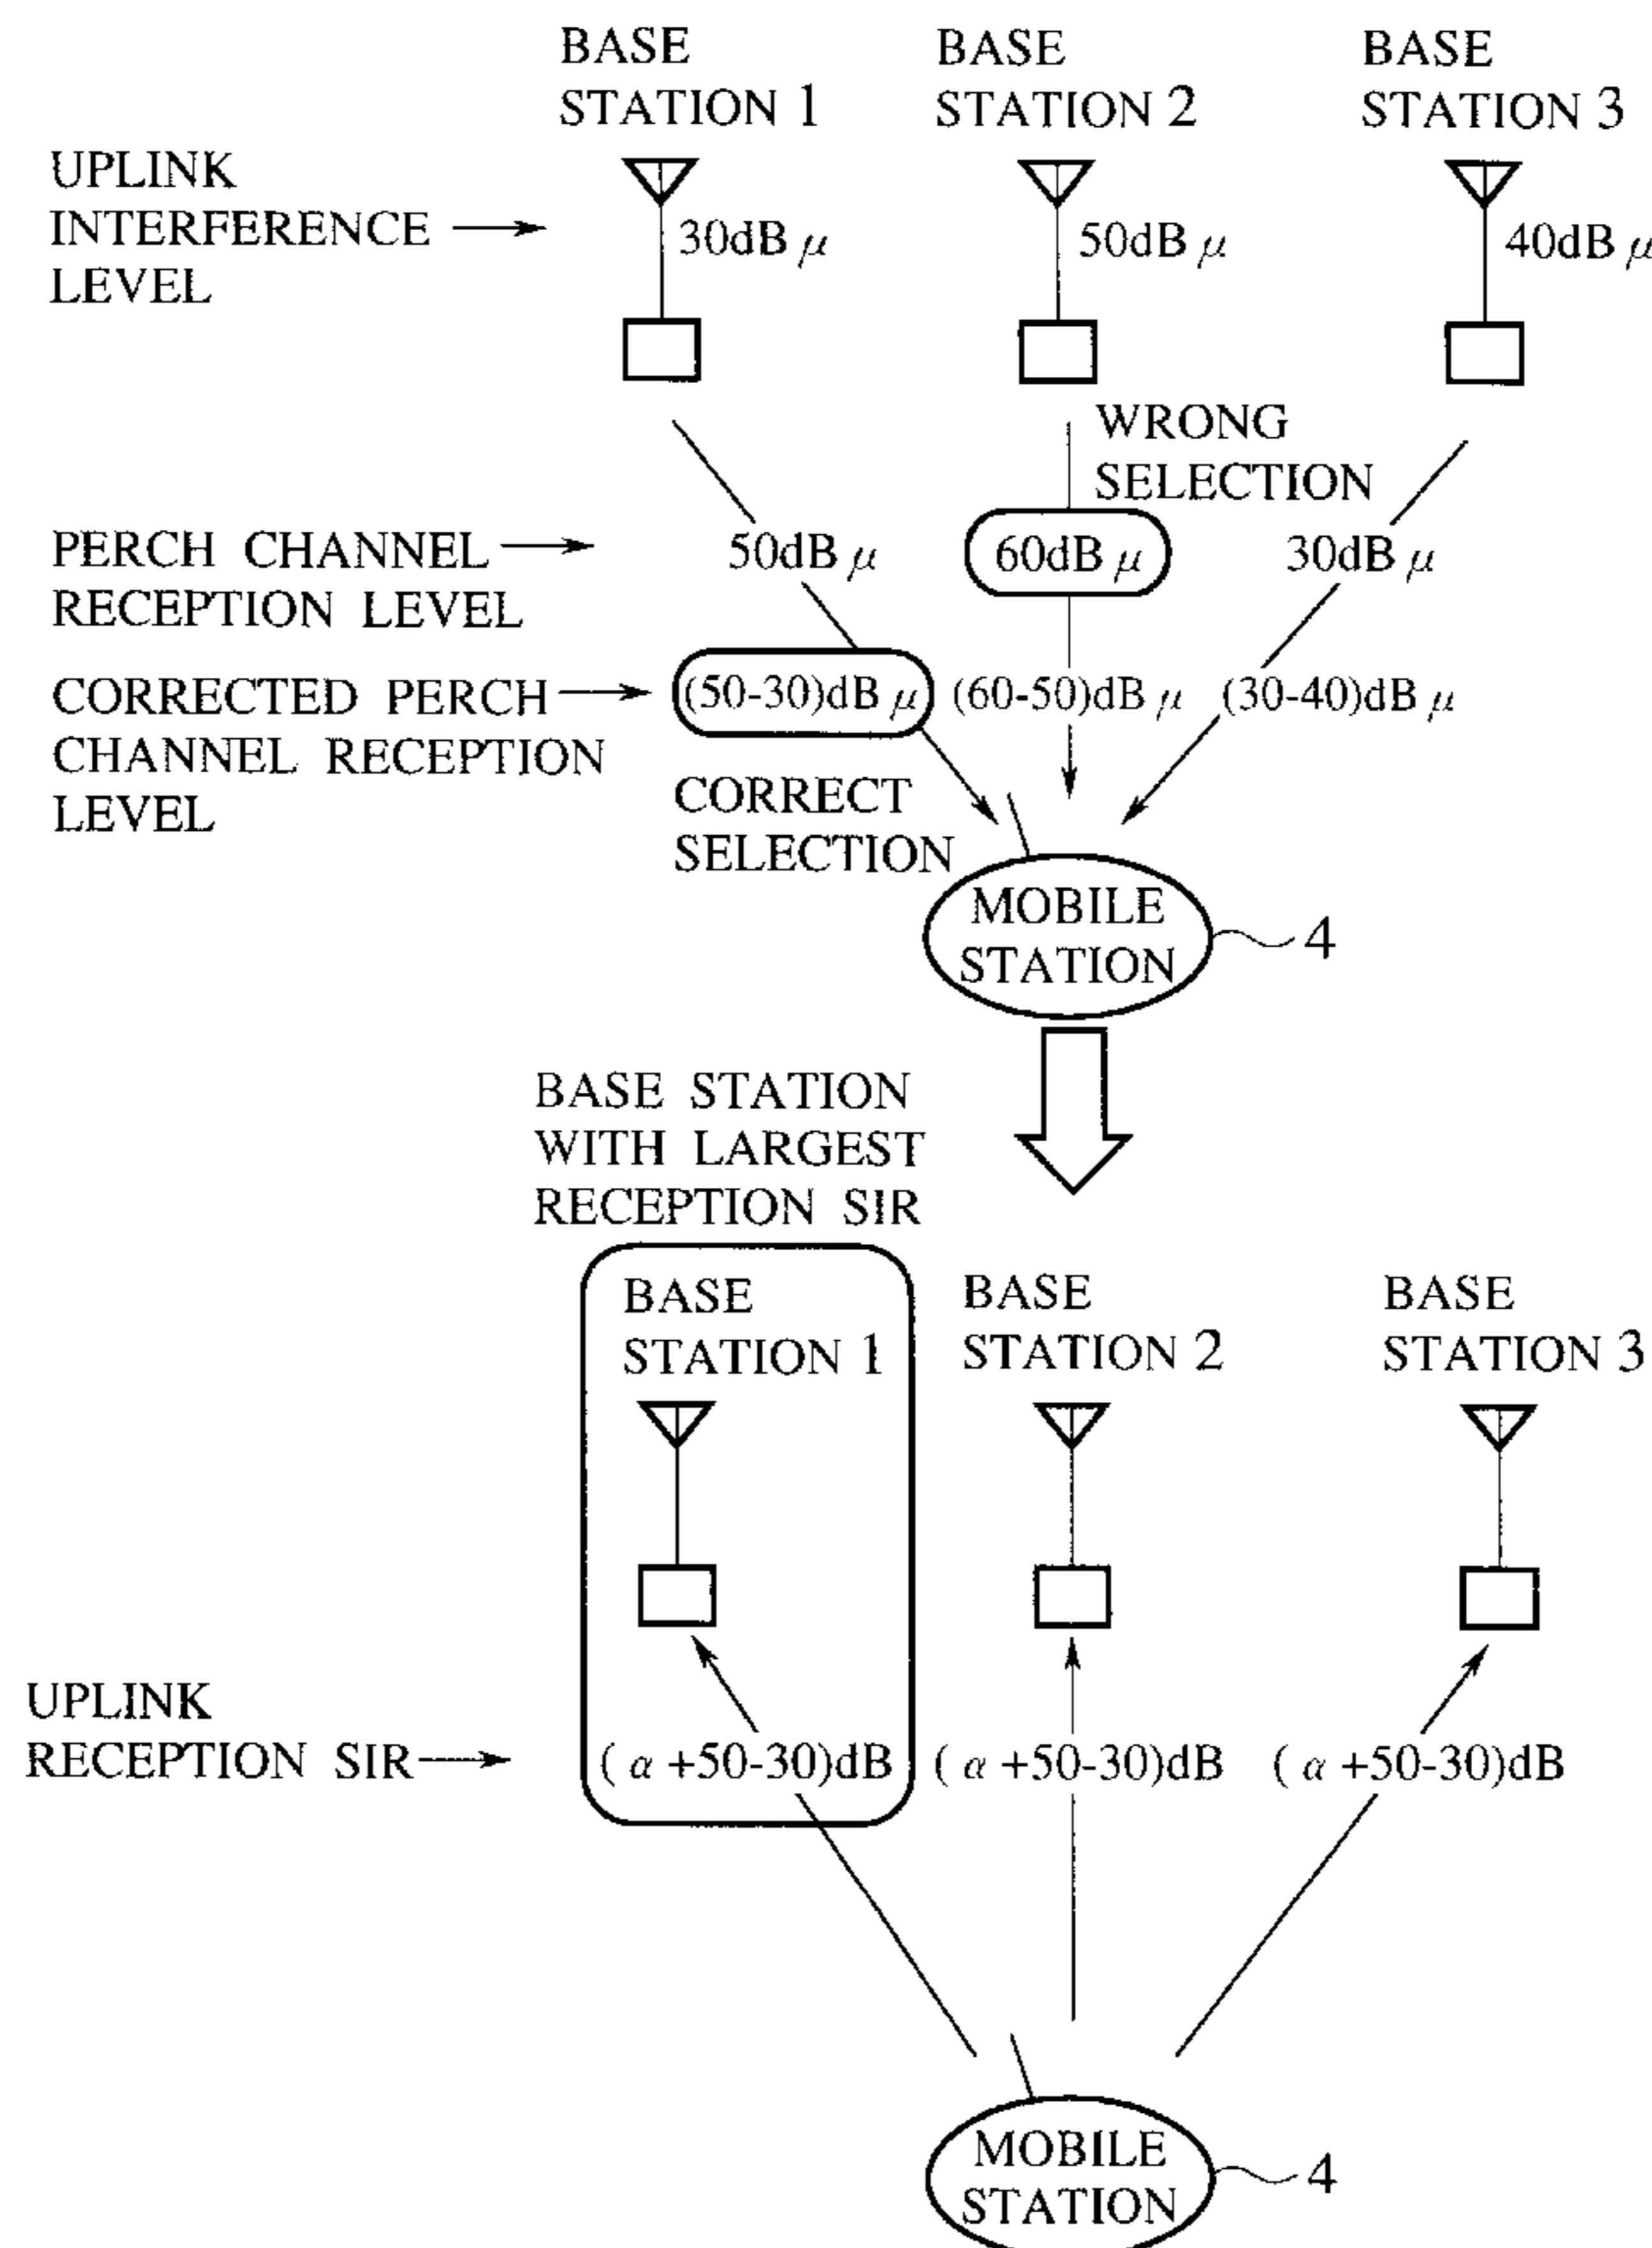 BASE
STATION 1
BASE
STATION 2
BASE
STATION 3
UPLINK
INTERFERENCE
LEVEL
30dB μ
50dB μ
40dB μ
WRONG
SELECTION
PERCH CHANNEL
RECEPTION LEVEL
50dB μ
60dB μ
30dB μ
CORRECTED PERCH
CHANNEL RECEPTION
LEVEL
(50-30)dB μ
(60-50)dB μ
(30-40)dB μ
CORRECT
SELECTION
MOBILE
STATION
4
BASE STATION
WITH LARGEST
RECEPTION SIR
BASE
STATION 1
BASE
STATION 2
BASE
STATION 3
UPLINK
RECEPTION SIR
( α +50-30)dB
( α +50-30)dB
( α +50-30)dB
MOBILE
STATION
4